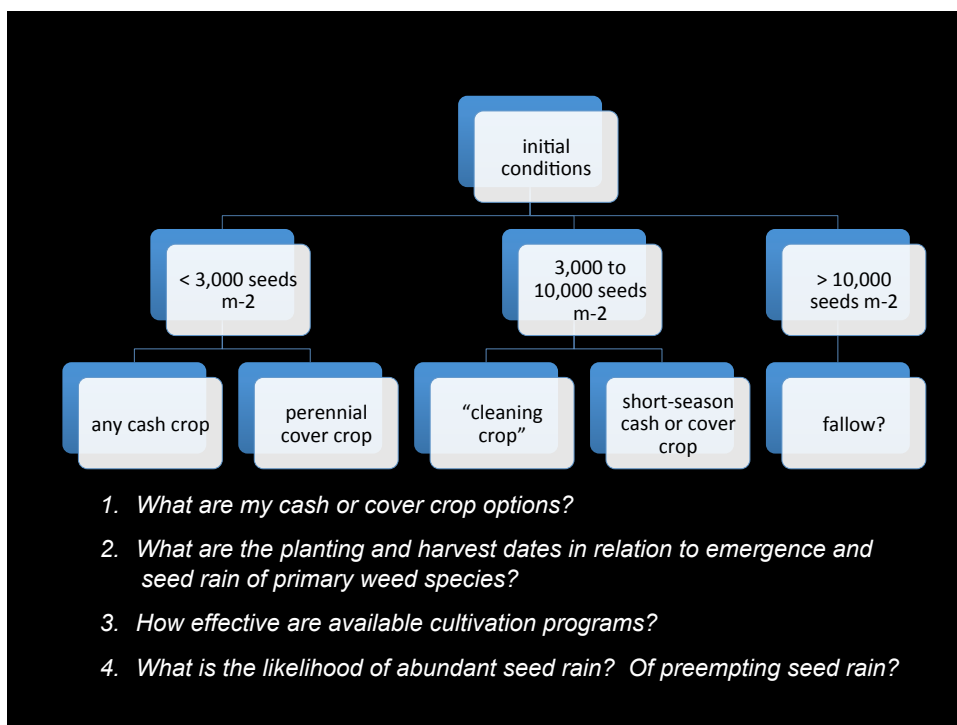 initial
conditions
< 3,000 seeds
m-2
3,000 to
10,000 seeds
m-2
> 10,000
seeds m-2
any cash crop
perennial
cover crop
“cleaning
crop”
short-season
cash or cover
crop
fallow?
1. What are my cash or cover crop options?
2. What are the planting and harvest dates in relation to emergence and
seed rain of primary weed species?
3. How effective are available cultivation programs?
4. What is the likelihood of abundant seed rain? Of preempting seed rain?